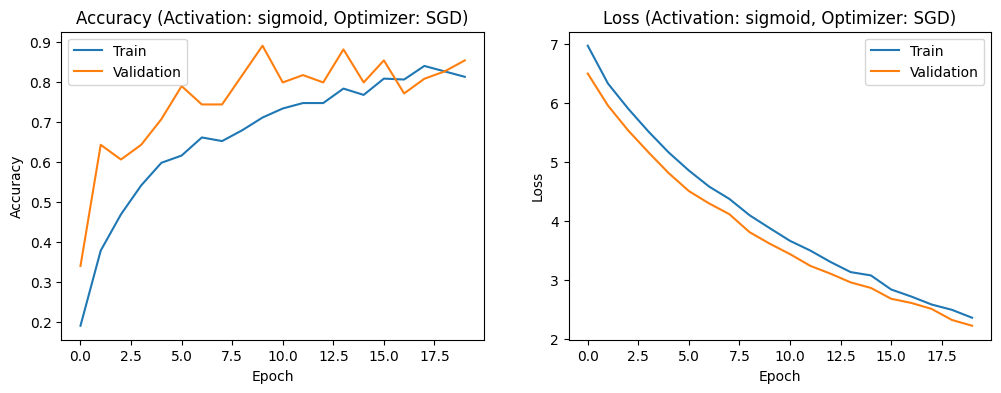 Accuracy (Activation: sigmoid, Optimizer: SGD)
Train
Validation
0.9
0.8
0.7
0.6
0.5
0.4
0.3
0.2
Accuracy
0.0 2.5 5.0 7.5 10.0 12.5 15.0 17.5
Epoch
Loss (Activation: sigmoid, Optimizer: SGD)
Train
Validation
7
6
5
4
3
2
Loss
0.0 2.5 5.0 7.5 10.0 12.5 15.0 17.5
Epoch